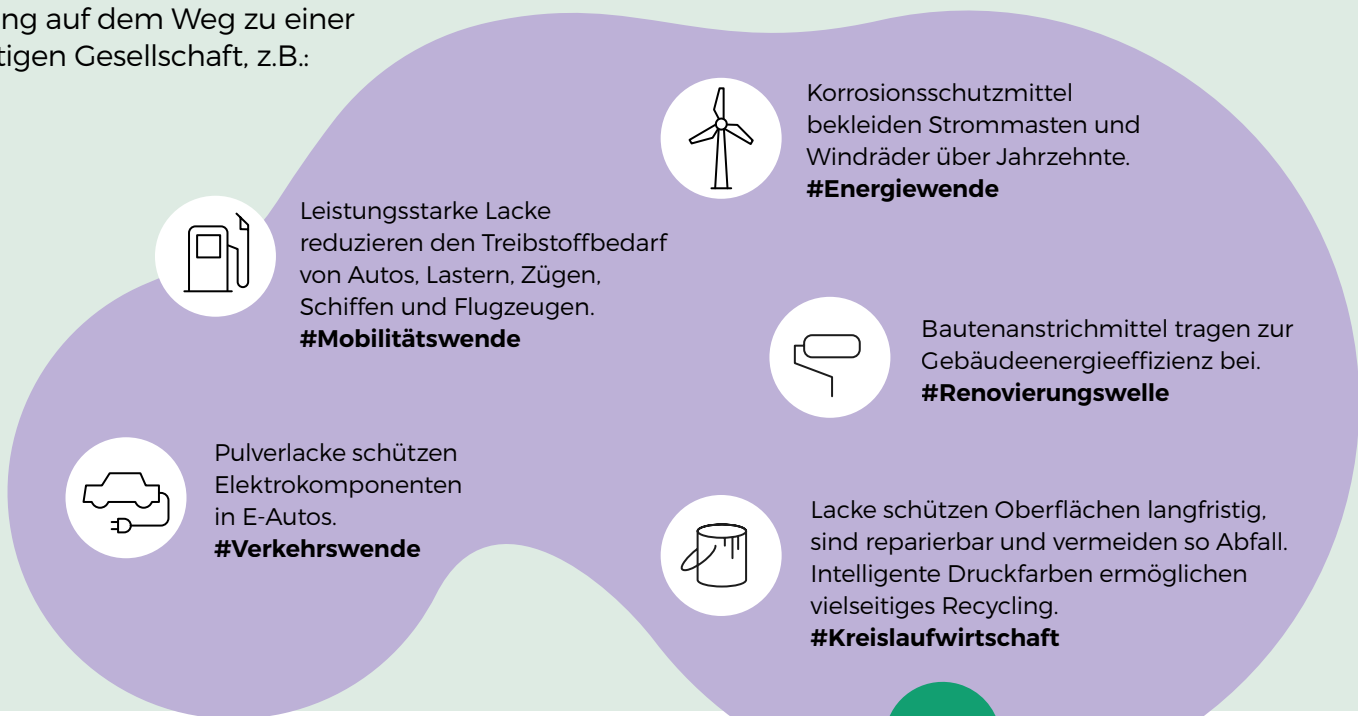 ng auf dem Weg zu einer
tigen Gesellschaft, z.B.:
Korrosionsschutzmittel
bekleiden Strommasten und
Windräder über Jahrzehnte.
#Energiewende
Leistungsstarke Lacke
reduzieren den Treibstoffbedarf
von Autos, Lastern, Zügen,
Schiffen und Flugzeugen.
#Mobilitätswende
Bautenanstrichmittel tragen zur
Gebäudeenergieeffizienz bei.
#Renovierungswelle
Pulverlacke schützen
Elektrokomponenten
in E-Autos.
#Verkehrswende
Lacke schützen Oberflächen langfristig,
sind reparierbar und vermeiden so Abfall.
Intelligente Druckfarben ermöglichen
vielseitiges Recycling.
#Kreislaufwirtschaft